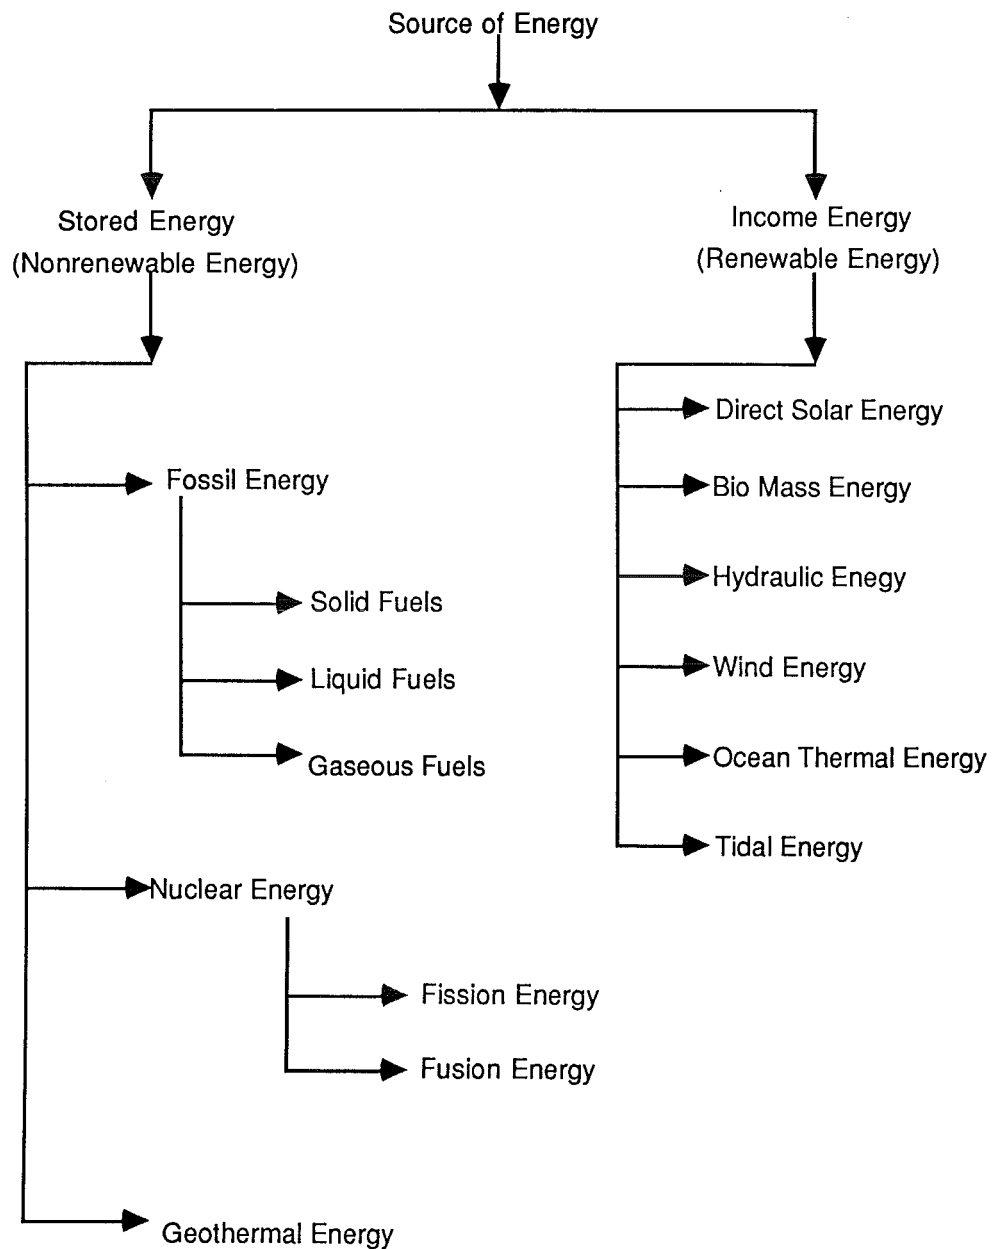 Source of Energy
Stored Energy
(Nonrenewable Energy)
Income Energy
(Renewable Energy)
Fossil Energy
Solid Fuels
Liquid Fuels
Gaseous Fuels
Nuclear Energy
Fission Energy
Fusion Energy
Geothermal Energy
Direct Solar Energy
Bio Mass Energy
Hydraulic Enegy
Wind Energy
Ocean Thermal Energy
Tidal Energy